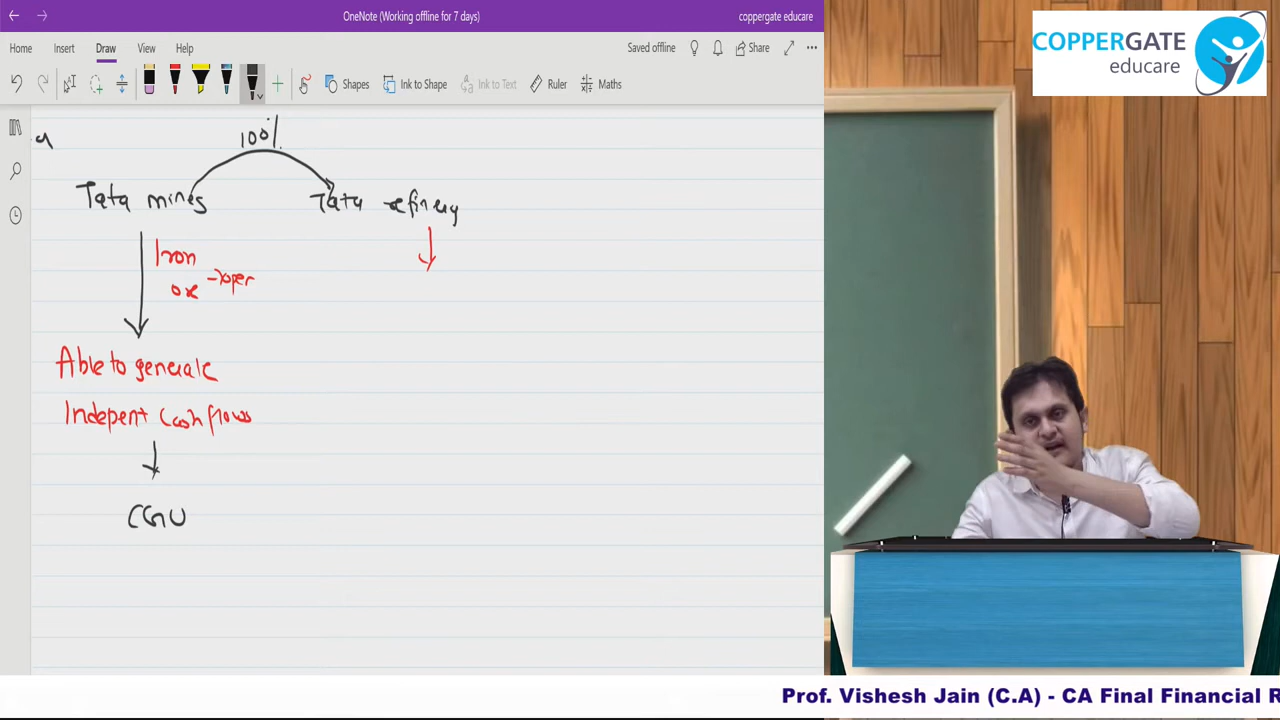 OneNote (Working offline for 7 days)
coppergate educare
Home Insert Draw View Help
Saved offline Share
Shapes Ink to Shape Ink to Text Ruler Maths
COPPERGATE
educare
100%
Tata mines Tata refinery
Iron
ore
Able to generate
Indepent Cash flows
CGU
Prof. Vishesh Jain (C.A) - CA Final Financial R